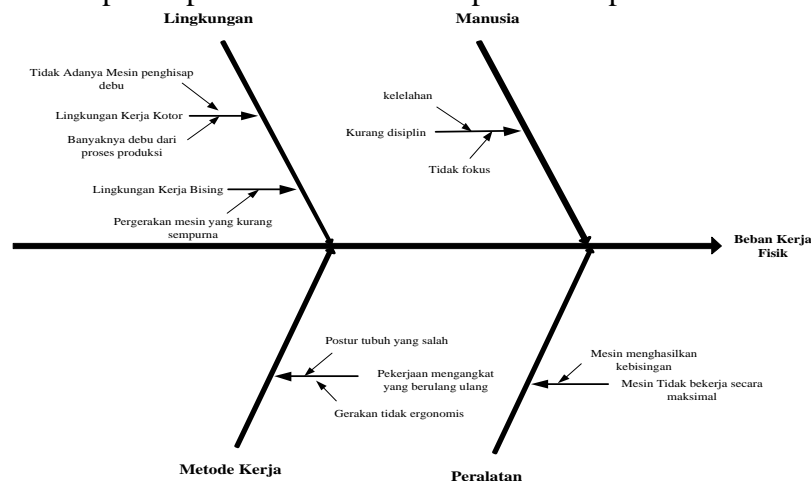 Lingkungan
Manusia
Tidak Adanya Mesin penghisap
debu
Lingkungan Kerja Kotor
Banyaknya debu dari
proses produksi
Lingkungan Kerja Bising
Pergerakan mesin yang kurang
sempurna
kelelahan
Kurang disiplin
Tidak fokus
Beban Kerja
Fisik
Postur tubuh yang salah
Pekerjaan mengangkat
yang berulang ulang
Gerakan tidak ergonomis
Mesin menghasilkan
kebisingan
Mesin Tidak bekerja secara
maksimal
Metode Kerja
Peralatan